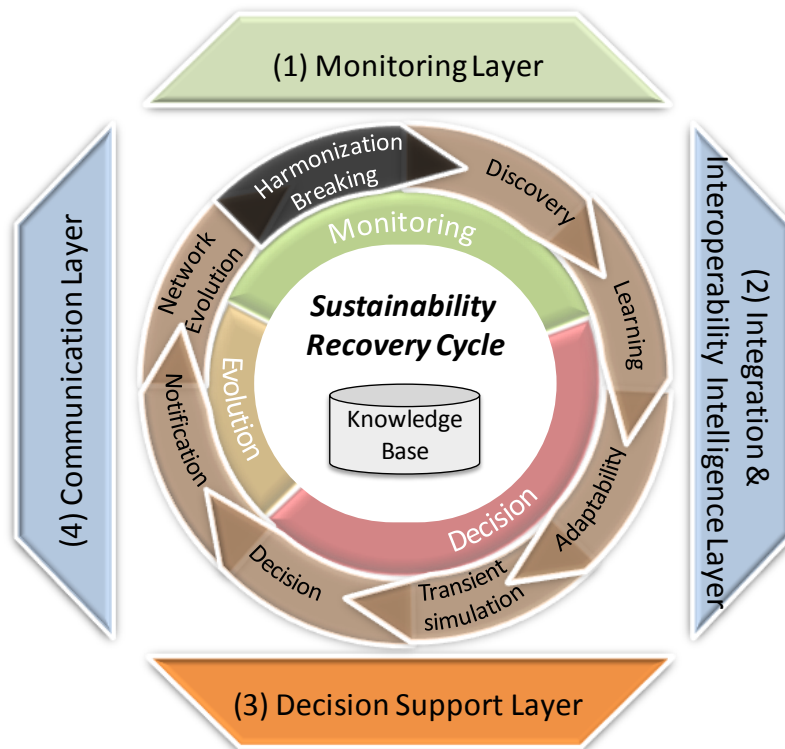 (1) Monitoring Layer
Harmonization
Breaking
Discovery
Learning
Adaptability
Transient
simulation
Decision
Notification
Network
Evolution
Monitoring
Decision
Evolution
Sustainability
Recovery Cycle
Knowledge
Base
(2) Integration &
Interoperability Intelligence Layer
(3) Decision Support Layer
(4) Communication Layer